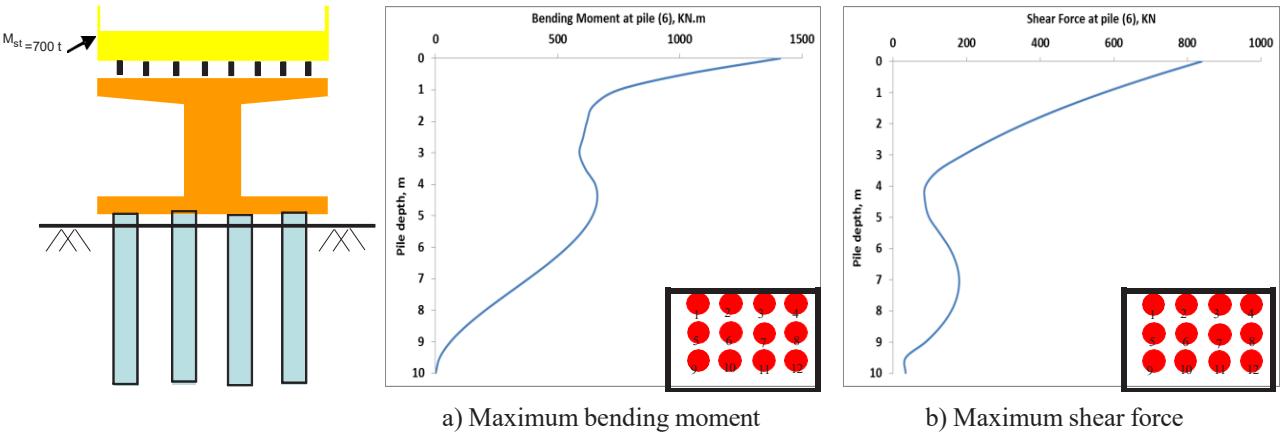 M st =700 t
Bending Moment at pile (6), KN.m
0 500 1000 1500
Pile depth, m
0
1
2
3
4
5
6
7
8
9
10
1 2 3 4
5 6 7 8
9 10 11 12
a) Maximum bending moment
Shear Force at pile (6), KN
0 200 400 600 800 1000
Pile depth, m
0
1
2
3
4
5
6
7
8
9
10
1 2 3 4
5 6 7 8
9 10 11 12
b) Maximum shear force